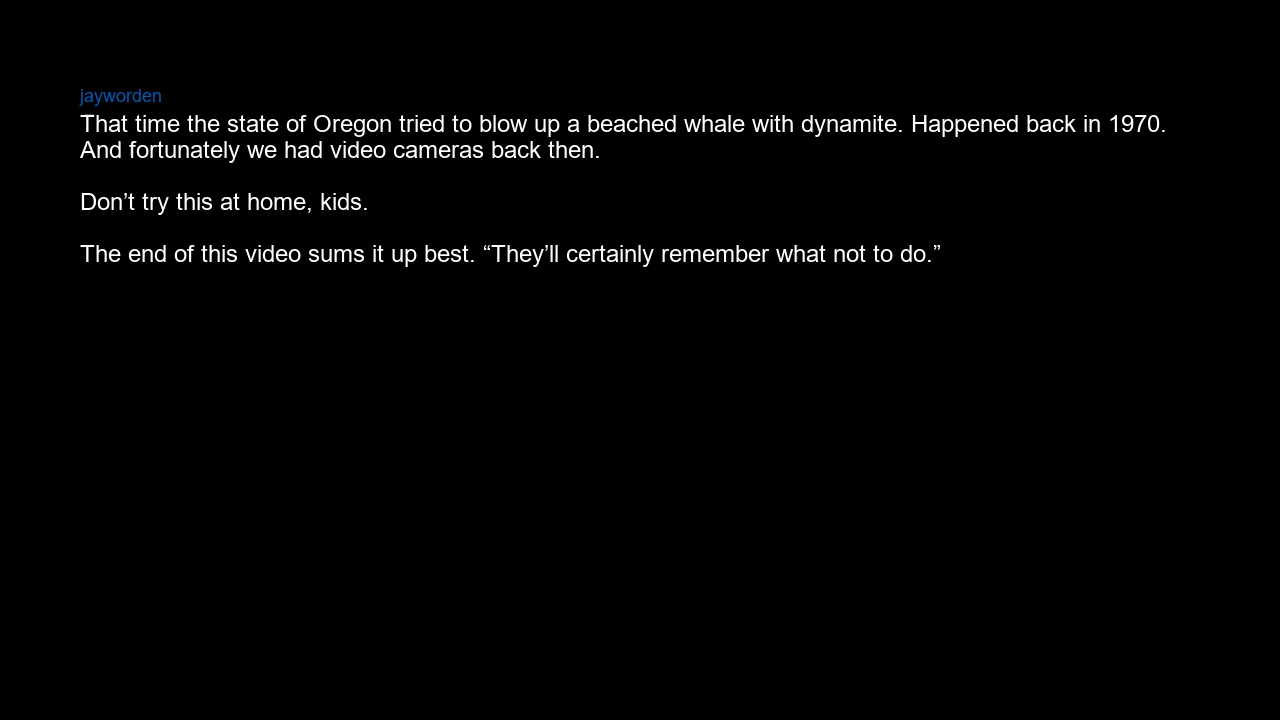 jayworden
That time the state of Oregon tried to blow up a beached whale with dynamite. Happened back in 1970.
And fortunately we had video cameras back then.
Don’t try this at home, kids.
The end of this video sums it up best. “They’ll certainly remember what not to do.”